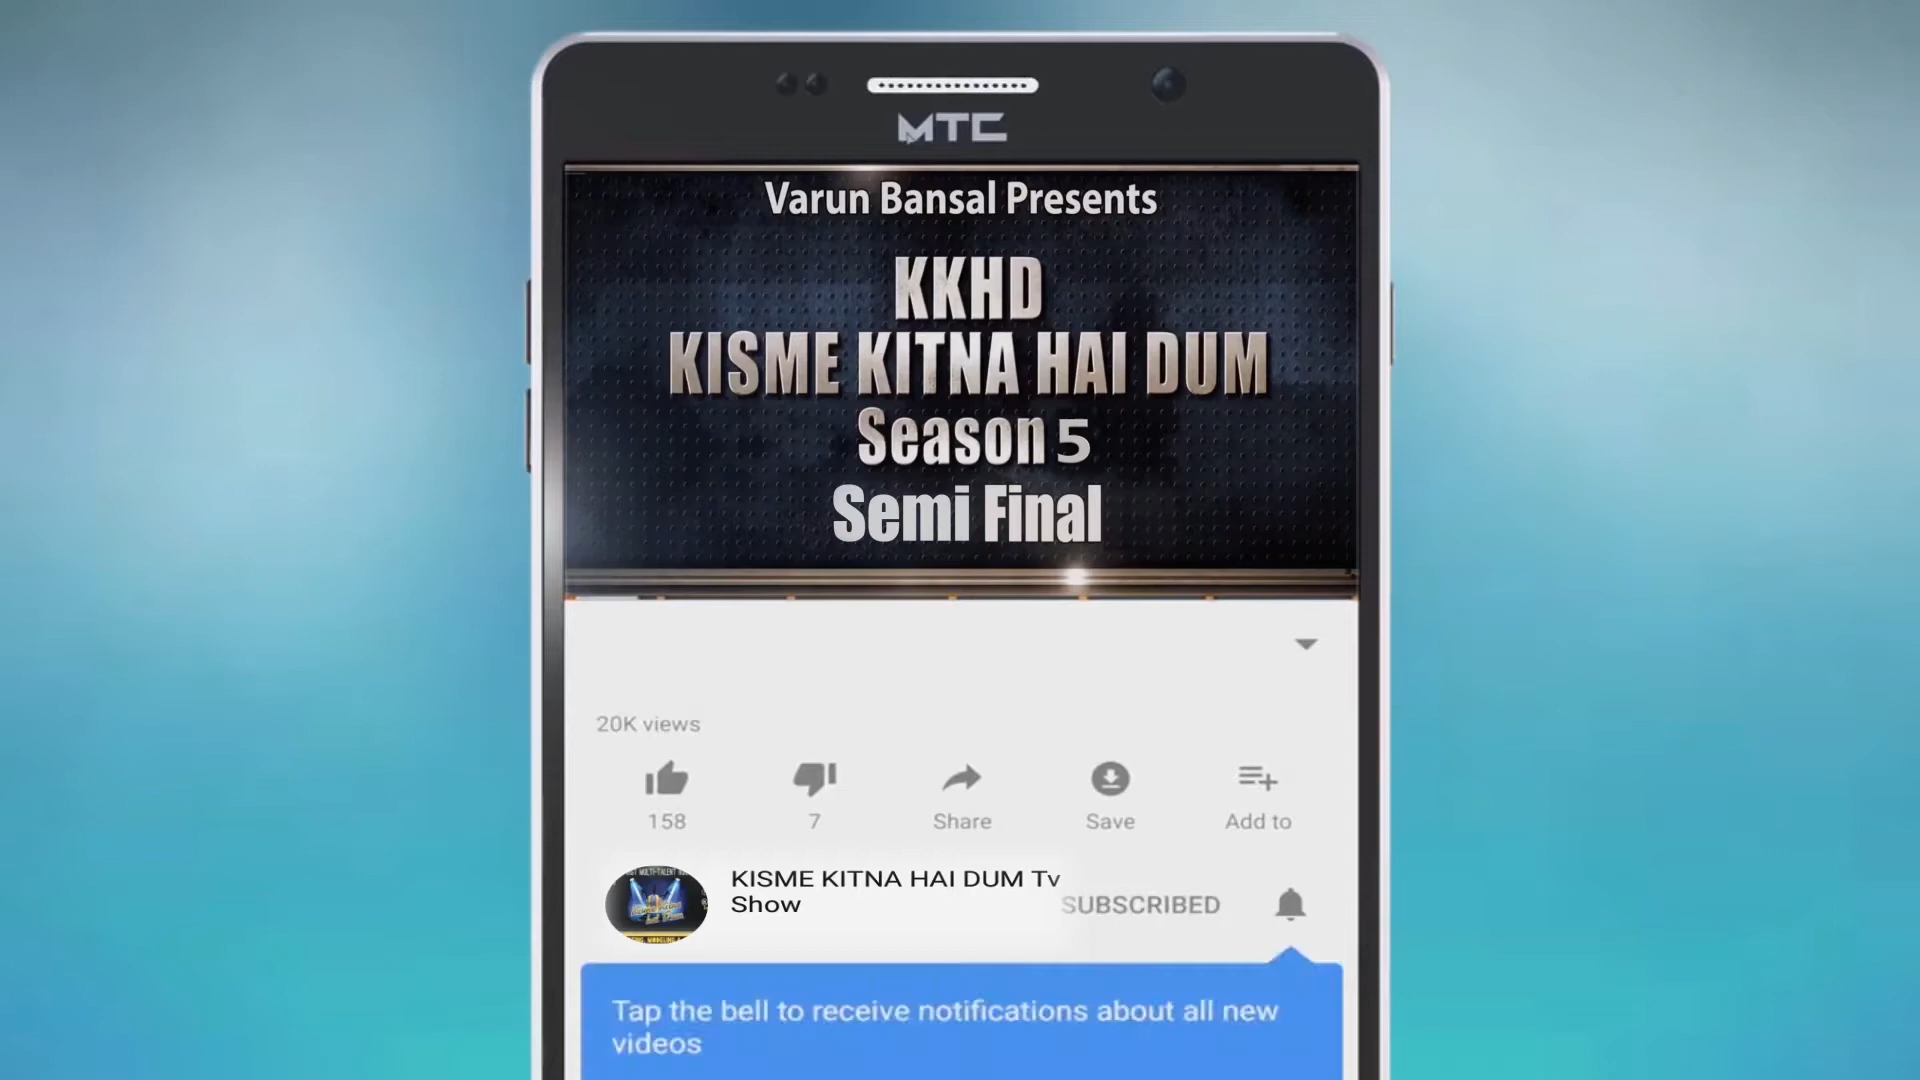 MTC
Varun Bansal Presents
KKHD
KISME KITNA HAI DUM
Season 5
Semi Final
20K views
158
7
Share
Save
Add to
KISME KITNA HAI DUM Tv
Show
SUBSCRIBED
Tap the bell to receive notifications about all new
videos